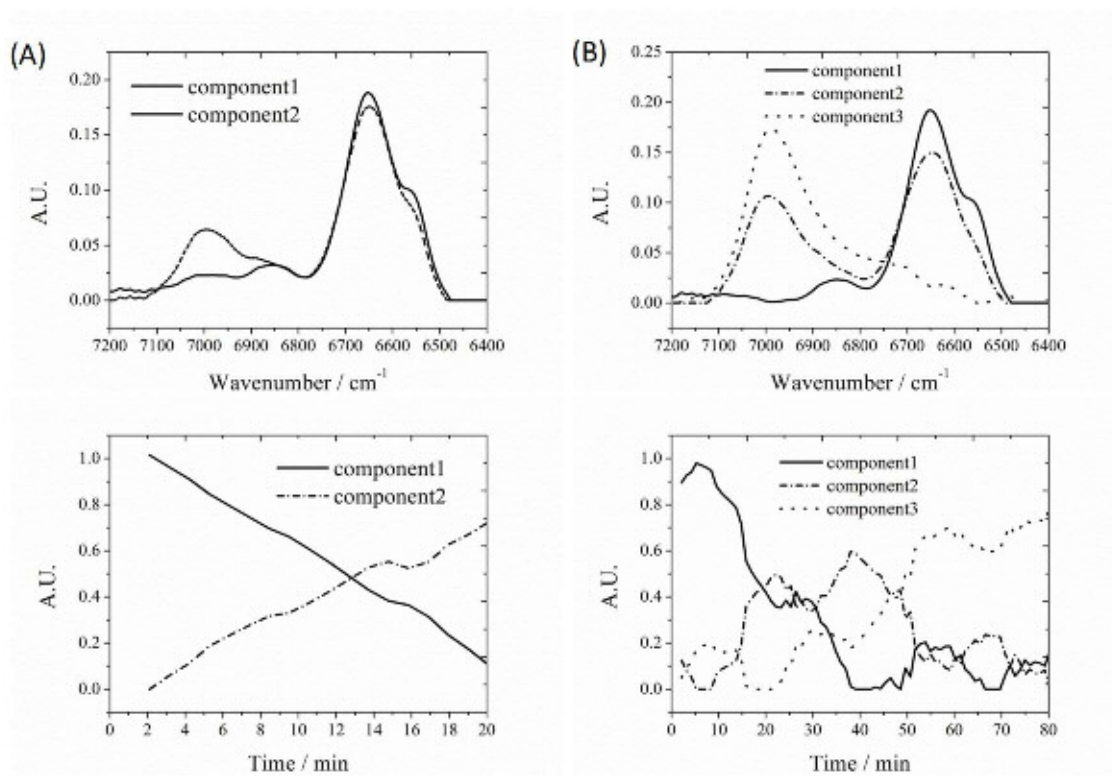 (A)
component1
component2
0.20
0.15
0.10
0.05
0.00
A.U.
7200 7100 7000 6900 6800 6700 6600 6500 6400
Wavenumber / cm⁻¹
(B)
component1
component2
component3
0.25
0.20
0.15
0.10
0.05
0.00
A.U.
7200 7100 7000 6900 6800 6700 6600 6500 6400
Wavenumber / cm⁻¹
component1
component2
1.0
0.8
0.6
0.4
0.2
0.0
A.U.
0 2 4 6 8 10 12 14 16 18 20
Time / min
component1
component2
component3
1.0
0.8
0.6
0.4
0.2
0.0
A.U.
0 10 20 30 40 50 60 70 80
Time / min